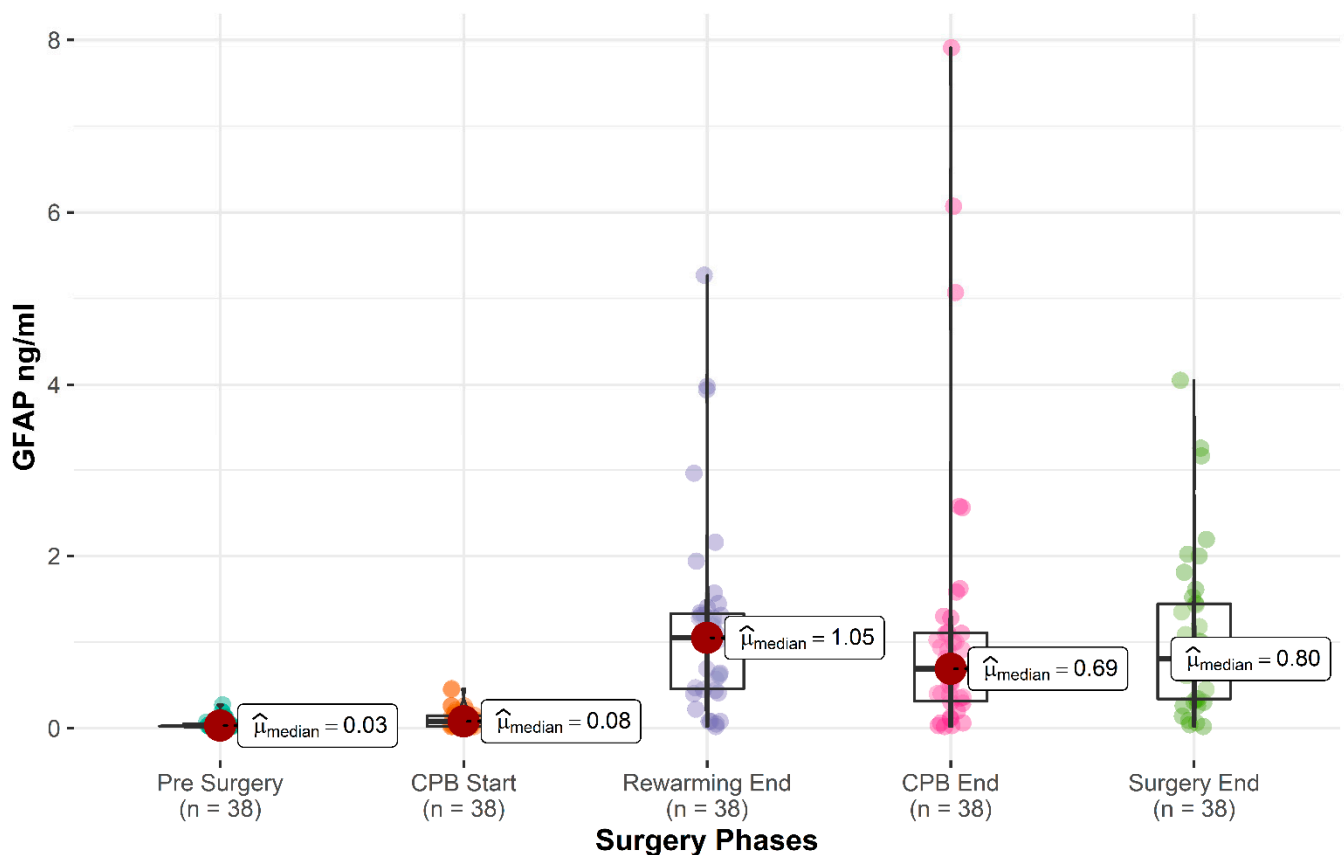 8
6
4
2
0
GFAP ng/ml
μ̂median = 0.03
μ̂median = 0.08
μ̂median = 1.05
μ̂median = 0.69
μ̂median = 0.80
Pre Surgery
(n = 38)
CPB Start
(n = 38)
Rewarming End
(n = 38)
CPB End
(n = 38)
Surgery End
(n = 38)
Surgery Phases